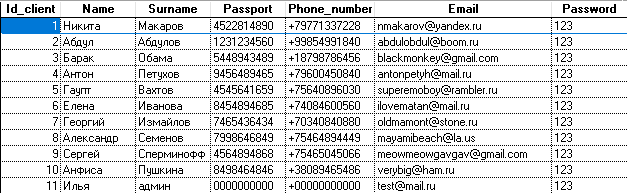 Id_client Name Surname Passport Phone_number Email Password
1 Никита Макаров 4522814890 +79771337228 nmakarov@yandex.ru 123
2 Абдул Абдулов 1231234560 +99854991840 abdulobdul@boom.ru 123
3 Барак Обама 5448943489 +18798786456 blackmonkey@gmail.com 123
4 Антон Петухов 9456489465 +79600450840 antonpetyh@mail.ru 123
5 Гаупт Вахтов 4545641659 +75640896030 superemoboy@rambler.ru 123
6 Елена Иванова 8454894685 +74084600560 ilovematan@mail.ru 123
7 Георгий Измайлов 7465436434 +70340840880 oldmamont@stone.ru 123
8 Александр Семенов 7998646849 +75464894449 mayamibeach@la.us 123
9 Сергей Сперминофф 4564894868 +75465045066 meowmeowgavgav@gmail.com 123
10 Анфиса Пушкина 8498464846 +38089465486 verybig@ham.ru 123
11 Илья админ 0000000000 +00000000000 test@mail.ru 123